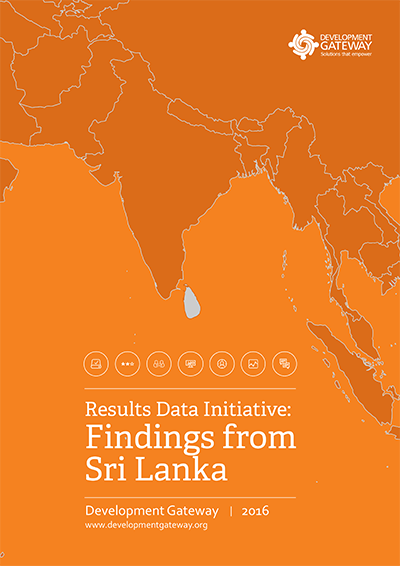 DEVELOPMENT
GATEWAY
Solutions that empower
Results Data Initiative:
Findings from
Sri Lanka
Development Gateway | 2016
www.developmentgateway.org